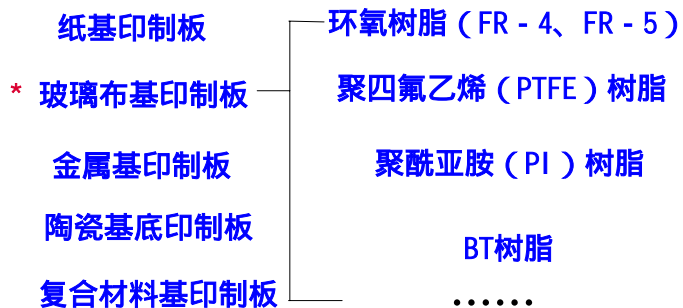 纸基印制板
* 玻璃布基印制板
金属基印制板
陶瓷基底印制板
复合材料基印制板
环氧树脂（FR - 4、FR - 5）
聚四氟乙烯（PTFE）树脂
聚酰亚胺（PI ）树脂
BT树脂
……